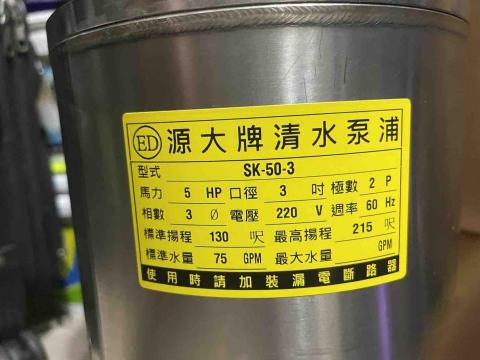 ED 源大牌清水泵浦
型式 SK-50-3
馬力 5 HP 口徑 3 吋 極數 2 P
相數 3 Ø 電壓 220 V 週率 60 Hz
標準揚程 130 呎 最高揚程 215 呎
標準水量 75 GPM 最大水量 GPM
使用時請加裝漏電斷路器